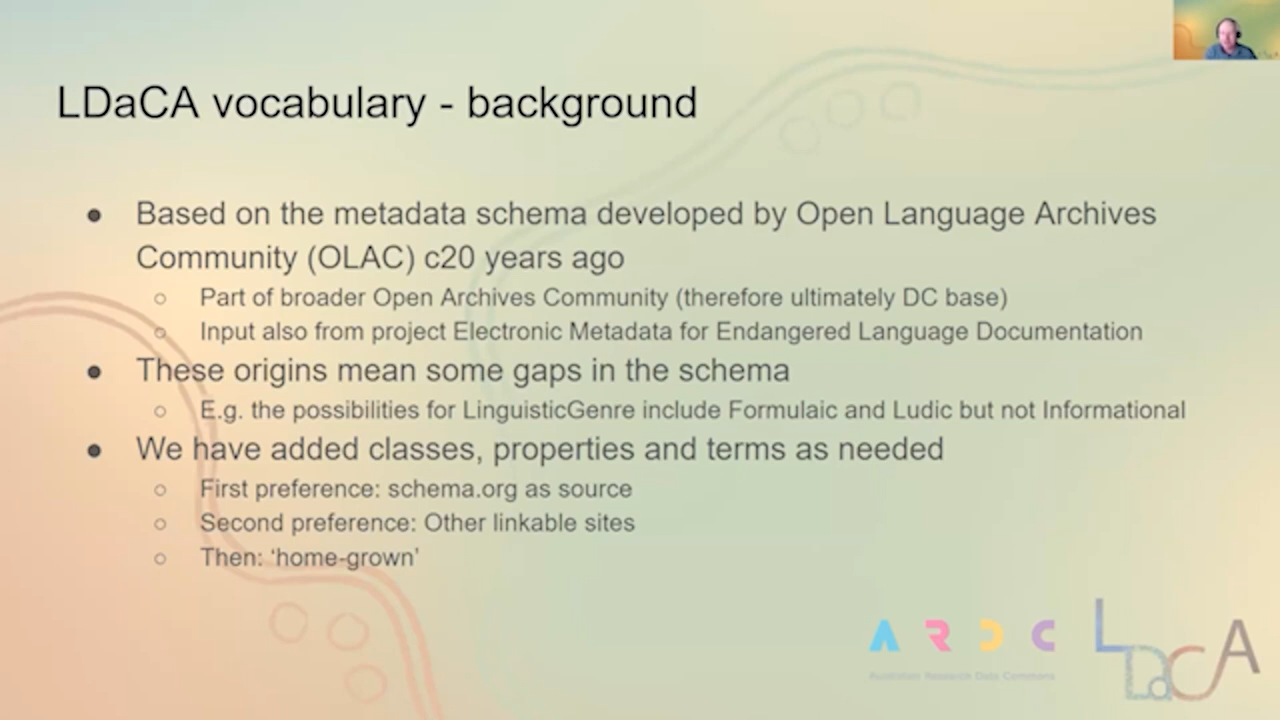 LDaCA vocabulary - background
● Based on the metadata schema developed by Open Language Archives
Community (OLAC) c20 years ago
○ Part of broader Open Archives Community (therefore ultimately DC base)
○ Input also from project Electronic Metadata for Endangered Language Documentation
● These origins mean some gaps in the schema
○ E.g. the possibilities for LinguisticGenre include Formulaic and Ludic but not Informational
● We have added classes, properties and terms as needed
○ First preference: schema.org as source
○ Second preference: Other linkable sites
○ Then: ‘home-grown’
ARDC
Australian Research Data Commons
LDaCA